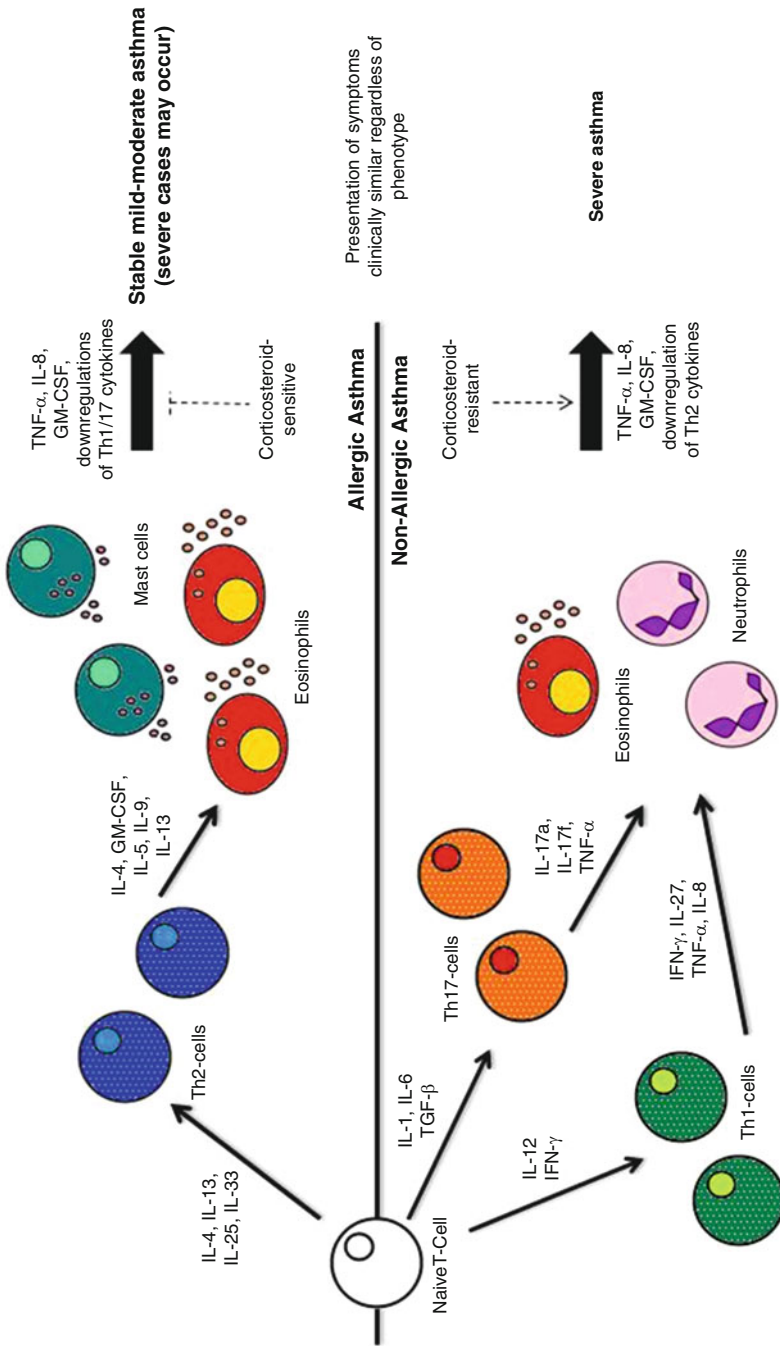 IL-4, IL-13,
IL-25, IL-33
Th2-cells
IL-4, GM-CSF,
IL-5, IL-9,
IL-13
Mast cells
Eosinophils
TNF-α, IL-8,
GM-CSF,
downregulations
of Th1/17 cytokines
Corticosteroid-
sensitive
Stable mild-moderate asthma
(severe cases may occur)
Allergic Asthma
Non-Allergic Asthma
Presentation of symptoms
clinically similar regardless of
phenotype
NaiveT-Cell
IL-1, IL-6
TGF-β
Th17-cells
IL-12
IFN-γ
Th1-cells
IL-17a,
IL-17f,
TNF-α
IFN-γ, IL-27,
TNF-α, IL-8
Eosinophils
Neutrophils
Corticosteroid-
resistant
TNF-α, IL-8,
GM-CSF,
downregulation
of Th2 cytokines
Severe asthma